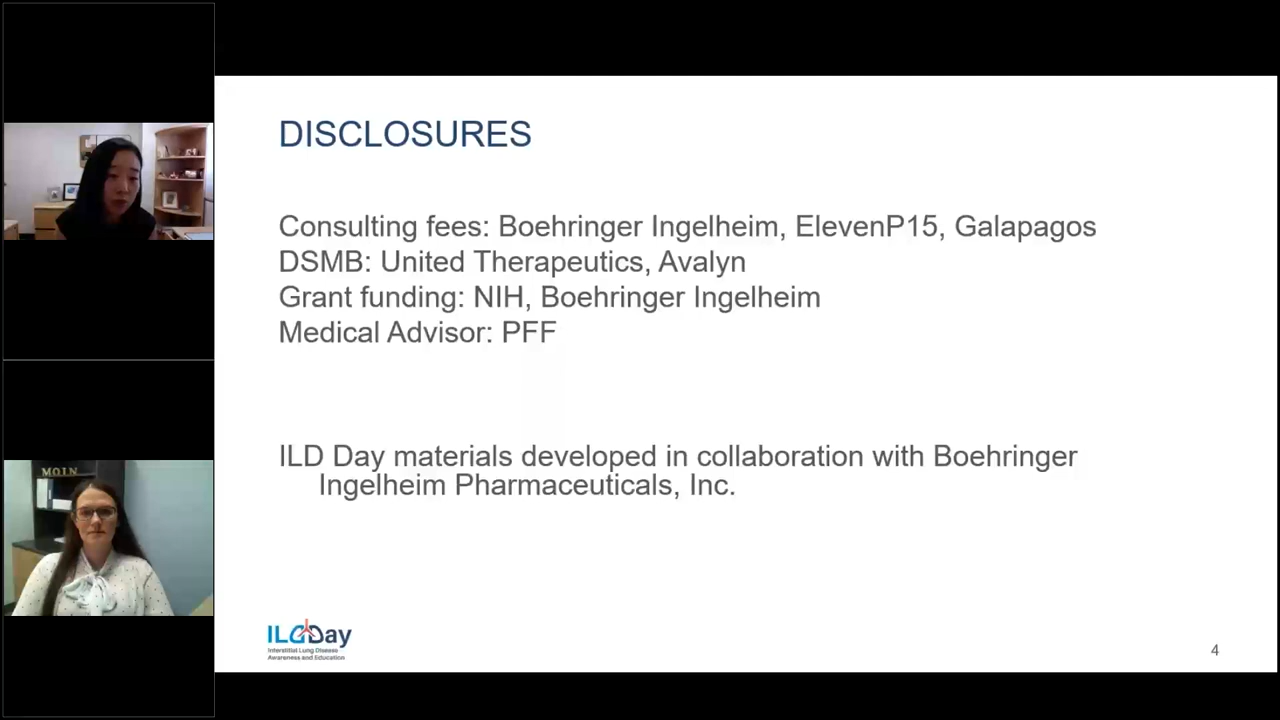 DISCLOSURES
Consulting fees: Boehringer Ingelheim, ElevenP15, Galapagos
DSMB: United Therapeutics, Avalyn
Grant funding: NIH, Boehringer Ingelheim
Medical Advisor: PFF
ILD Day materials developed in collaboration with Boehringer
Ingelheim Pharmaceuticals, Inc.
ILDDay
Interstitial Lung Disease
Awareness and Education
4
MOIN